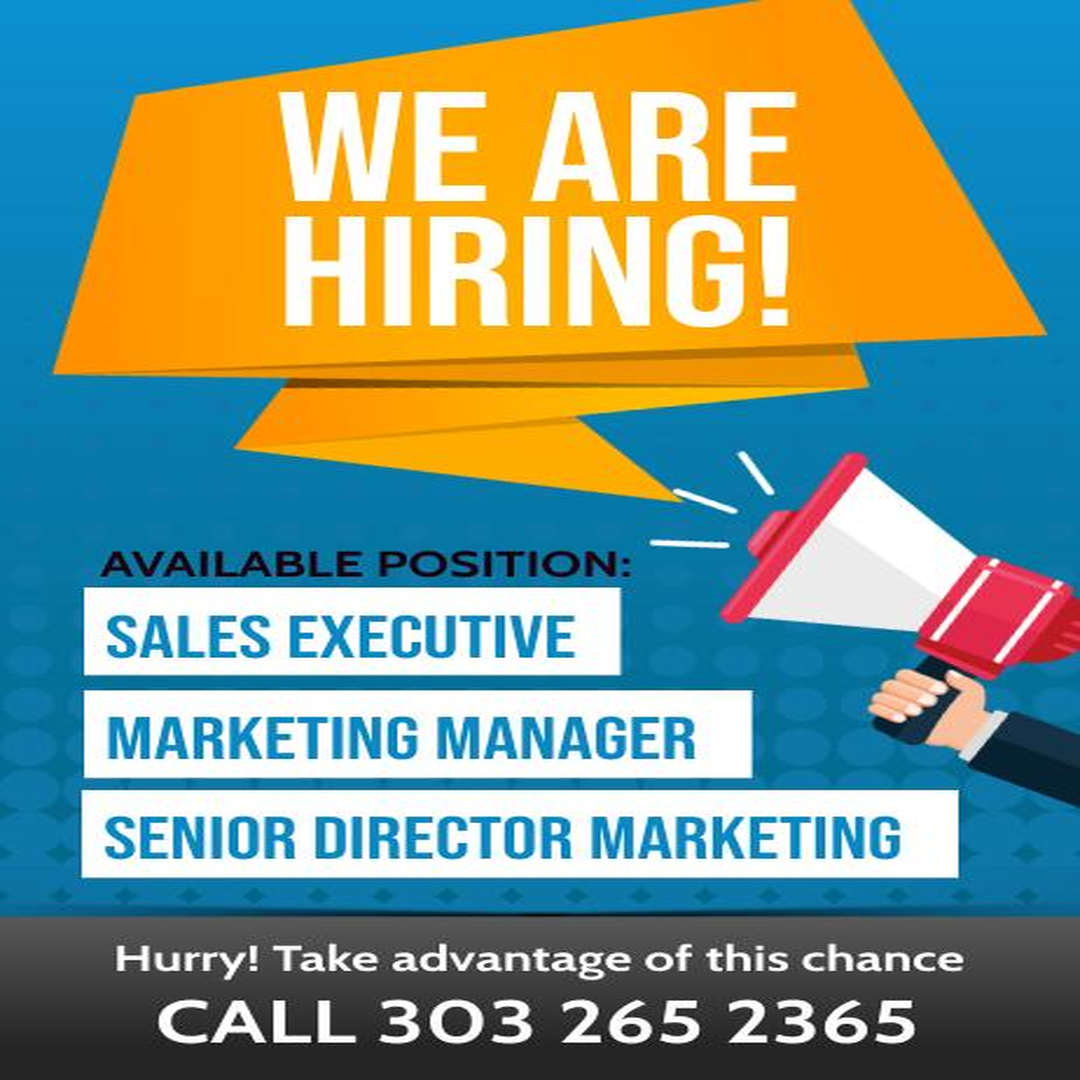 WE ARE
HIRING!
AVAILABLE POSITION:
SALES EXECUTIVE
MARKETING MANAGER
SENIOR DIRECTOR MARKETING
Hurry! Take advantage of this chance
CALL 303 265 2365